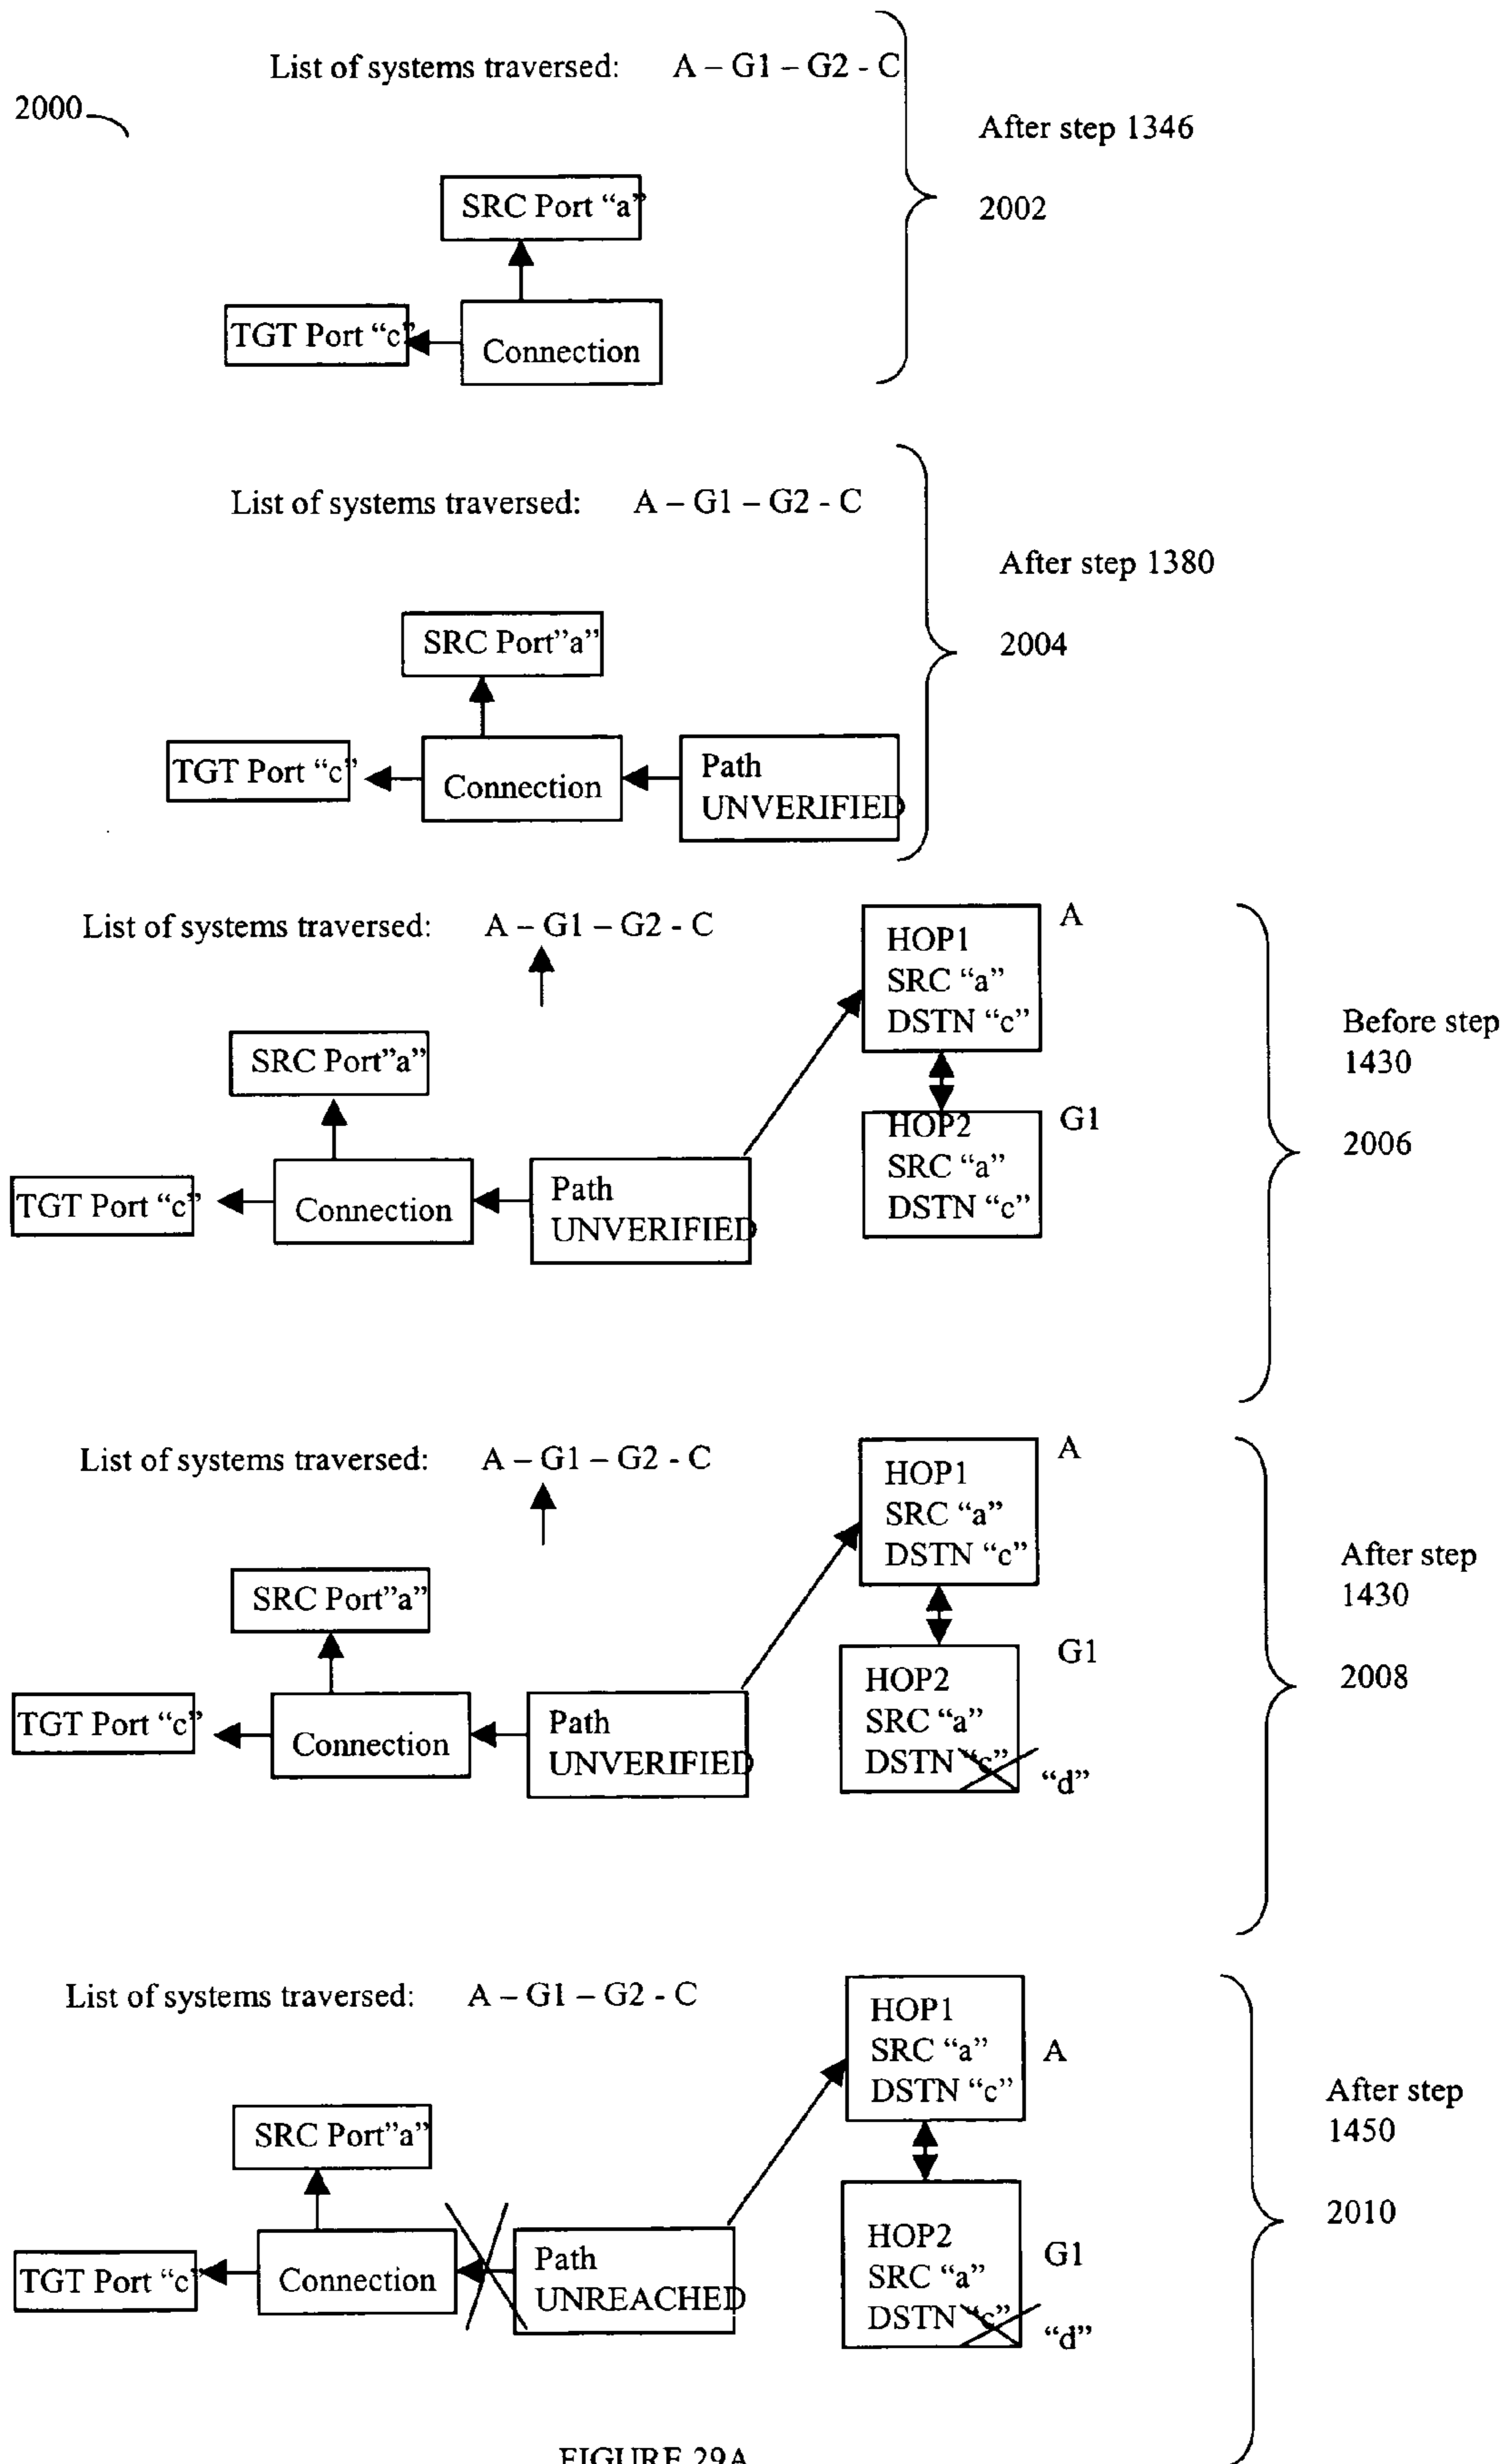 List of systems traversed: A – G1 – G2 - C
2000
After step 1346
2002
SRC Port “a”
TGT Port “c”
Connection
List of systems traversed: A – G1 – G2 - C
After step 1380
2004
SRC Port”a”
TGT Port “c”
Connection
Path
UNVERIFIED
List of systems traversed: A – G1 – G2 - C
A
HOP1
SRC “a”
DSTN “c”
Before step
1430
2006
SRC Port”a”
G1
HOP2
SRC “a”
DSTN “c”
TGT Port “c”
Connection
Path
UNVERIFIED
List of systems traversed: A – G1 – G2 - C
A
HOP1
SRC “a”
DSTN “c”
After step
1430
2008
SRC Port”a”
G1
HOP2
SRC “a”
DSTN “c”
“d”
TGT Port “c”
Connection
Path
UNVERIFIED
List of systems traversed: A – G1 – G2 - C
HOP1
SRC “a”
DSTN “c”
A
After step
1450
2010
SRC Port”a”
HOP2
SRC “a”
DSTN “c”
G1
“d”
TGT Port “c”
Connection
Path
UNREACHED
FIGURE 29A